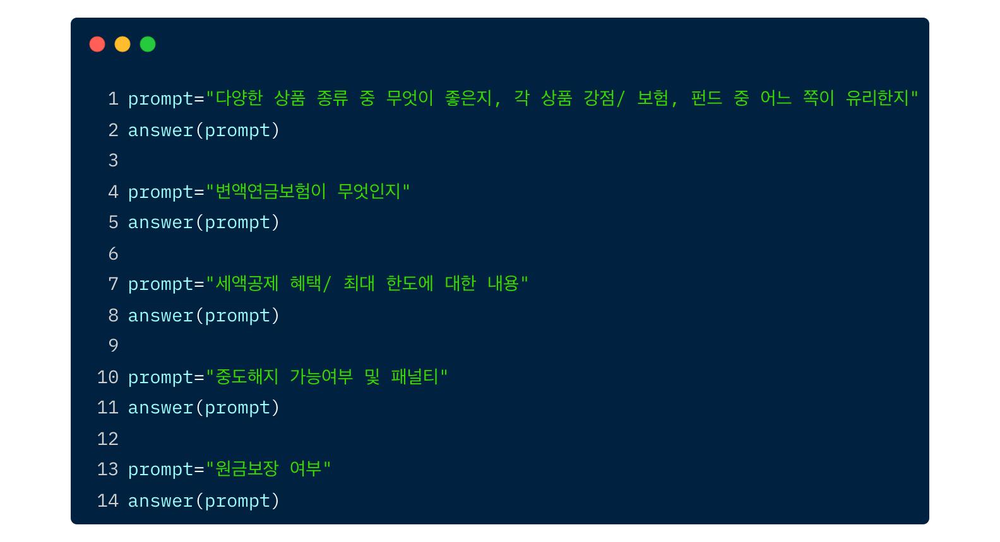 1 prompt="다양한 상품 종류 중 무엇이 좋은지, 각 상품 강점/ 보험, 펀드 중 어느 쪽이 유리한지"
2 answer(prompt)
3
4 prompt="변액연금보험이 무엇인지"
5 answer(prompt)
6
7 prompt="세액공제 혜택/ 최대 한도에 대한 내용"
8 answer(prompt)
9
10 prompt="중도해지 가능여부 및 패널티"
11 answer(prompt)
12
13 prompt="원금보장 여부"
14 answer(prompt)